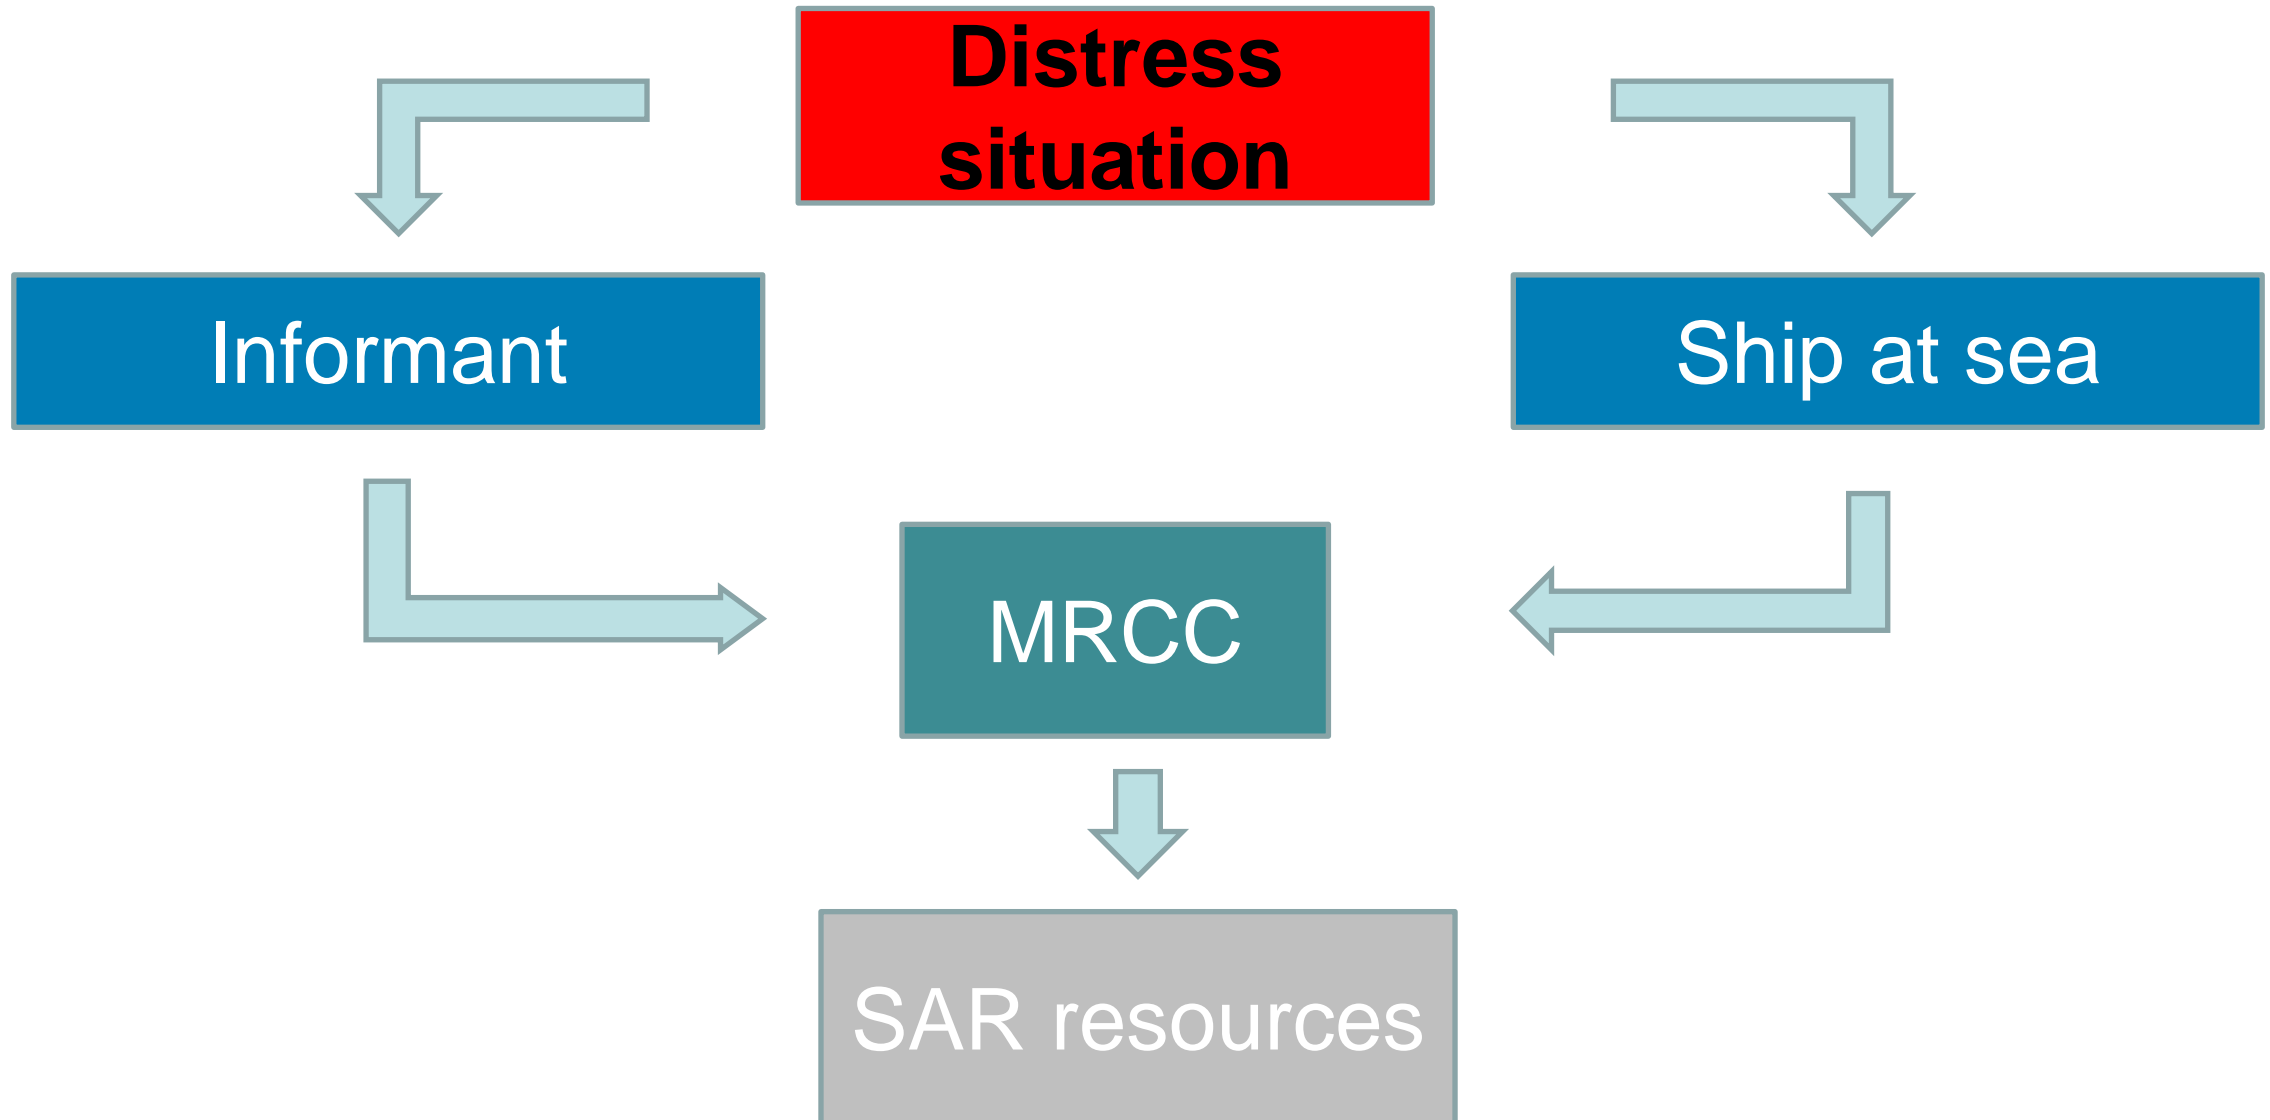 Distress
situation
Informant
Ship at sea
MRCC
SAR resources